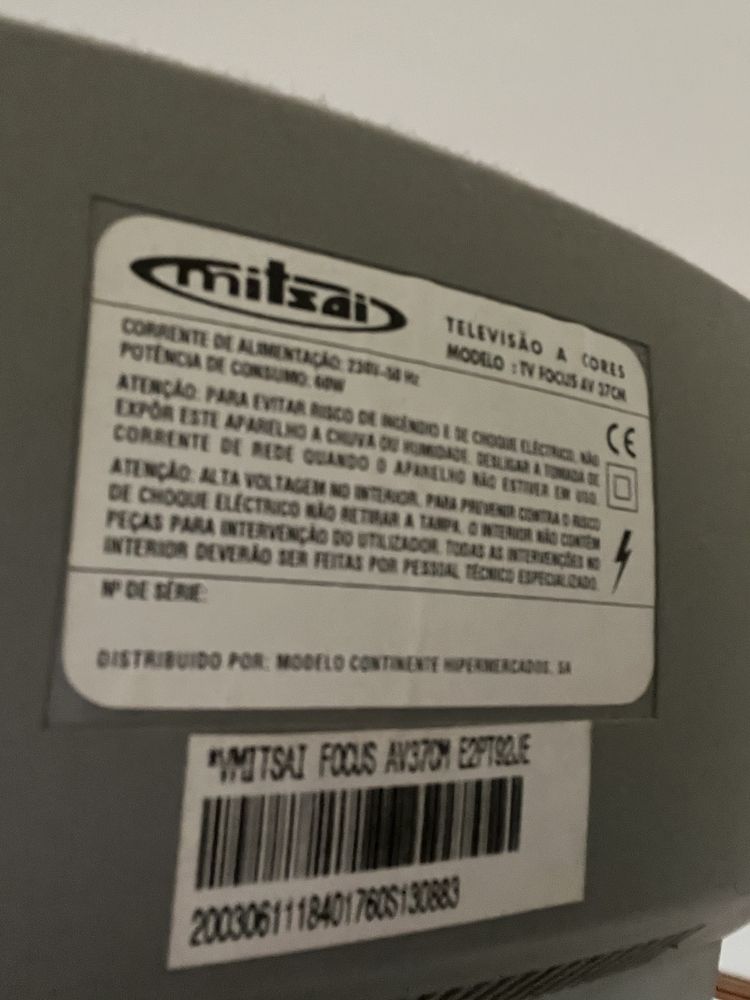 mitsai
TELEVISÃO A CORES
MODELO : TV FOCUS AV 37CM
CORRENTE DE ALIMENTAÇÃO: 230V-50 Hz
POTÊNCIA DE CONSUMO: 60W
ATENÇÃO: PARA EVITAR RISCO DE INCÊNDIO E DE CHOQUE ELÉCTRICO, NÃO
EXPÔR ESTE APARELHO A CHUVA OU HUMIDADE. DESLIGAR A TOMADA DE
CORRENTE DE REDE QUANDO O APARELHO NÃO ESTIVER EM USO.
ATENÇÃO: ALTA VOLTAGEM NO INTERIOR. PARA PREVENIR CONTRA O RISCO
DE CHOQUE ELÉCTRICO NÃO RETIRAR A TAMPA. O INTERIOR NÃO CONTÉM
PEÇAS PARA INTERVENÇÃO DO UTILIZADOR. TODAS AS INTERVENÇÕES NO
INTERIOR DEVERÃO SER FEITAS POR PESSOAL TÉCNICO ESPECIALIZADO.
CE
Nº DE SÉRIE:
DISTRIBUIDO POR: MODELO CONTINENTE HIPERMERCADOS, SA
*VMITSAI FOCUS AV37CM E2PT92JE
2003061118401760S130883